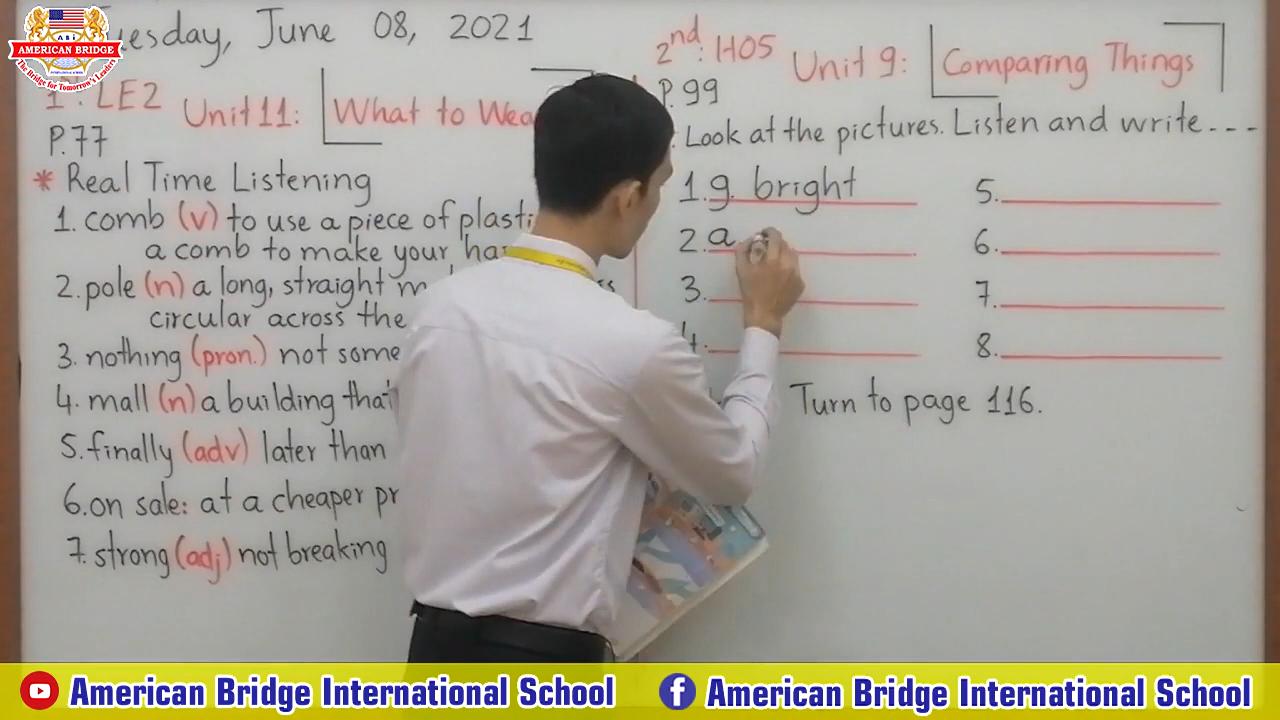 AMERICAN BRIDGE
INTERNATIONAL SCHOOL
The Bridge for Tomorrow's Leaders
Tuesday, June 08, 2021
1 : LE2 Unit 11: What to Wea
P.77
* Real Time Listening
1. comb (v) to use a piece of plasti
a comb to make your ha
2. pole (n) a long, straight
circular across the
3. nothing (pron.) not some
4. mall (n) a building that
5. finally (adv) later than
6. on sale: at a cheaper pr
7. strong (adj) not breaking
2nd: HO5 Unit 9: Comparing Things
P.99
Look at the pictures. Listen and write---
1. g. bright
2. a
3.
4.
5.
6.
7.
8.
Turn to page 116.
American Bridge International School
American Bridge International School